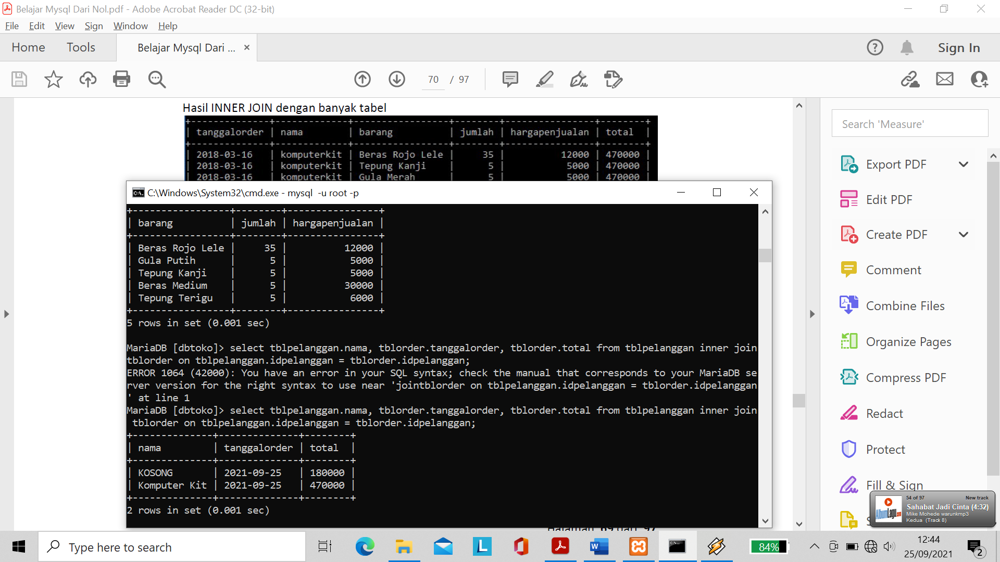 Belajar Mysql Dari Nol.pdf - Adobe Acrobat Reader DC (32-bit)
File Edit View Sign Window Help
Home Tools Belajar Mysql Dari ... × Sign In
70 / 97
Hasil INNER JOIN dengan banyak tabel
+--------------+-------------+-----------------+--------+----------------+--------+
| tanggalorder | nama | barang | jumlah | hargapenjualan | total |
+--------------+-------------+-----------------+--------+----------------+--------+
| 2018-03-16 | komputerkit | Beras Rojo Lele | 35 | 12000 | 470000 |
| 2018-03-16 | komputerkit | Tepung Kanji | 5 | 5000 | 470000 |
| 2018-03-16 | komputerkit | Gula Merah | 5 | 5000 | 470000 |
C:\Windows\System32\cmd.exe - mysql  -u root -p
+-----------------+--------+----------------+
| barang | jumlah | hargapenjualan |
+-----------------+--------+----------------+
| Beras Rojo Lele | 35 | 12000 |
| Gula Putih | 5 | 5000 |
| Tepung Kanji | 5 | 5000 |
| Beras Medium | 5 | 30000 |
| Tepung Terigu | 5 | 6000 |
+-----------------+--------+----------------+
5 rows in set (0.001 sec)
MariaDB [dbtoko]> select tblpelanggan.nama, tblorder.tanggalorder, tblorder.total from tblpelanggan inner join
tblorder on tblpelanggan.idpelanggan = tblorder.idpelanggan;
ERROR 1064 (42000): You have an error in your SQL syntax; check the manual that corresponds to your MariaDB se
rver version for the right syntax to use near 'jointblorder on tblpelanggan.idpelanggan = tblorder.idpelanggan
' at line 1
MariaDB [dbtoko]> select tblpelanggan.nama, tblorder.tanggalorder, tblorder.total from tblpelanggan inner join
tblorder on tblpelanggan.idpelanggan = tblorder.idpelanggan;
+--------------+--------------+--------+
| nama | tanggalorder | total |
+--------------+--------------+--------+
| KOSONG | 2021-09-25 | 180000 |
| Komputer Kit | 2021-09-25 | 470000 |
+--------------+--------------+--------+
2 rows in set (0.001 sec)
Halaman 69 dari 97
Search 'Measure'
Export PDF
Edit PDF
Create PDF
Comment
Combine Files
Organize Pages
Compress PDF
Redact
Protect
Fill & Sign
54 of 97 New track
Sahabat Jadi Cinta (4:32)
Mike Mohede warunkmp3
Kedua (Track 8)
AlbumLagu.com
Type here to search
84%
12:44
25/09/2021
2